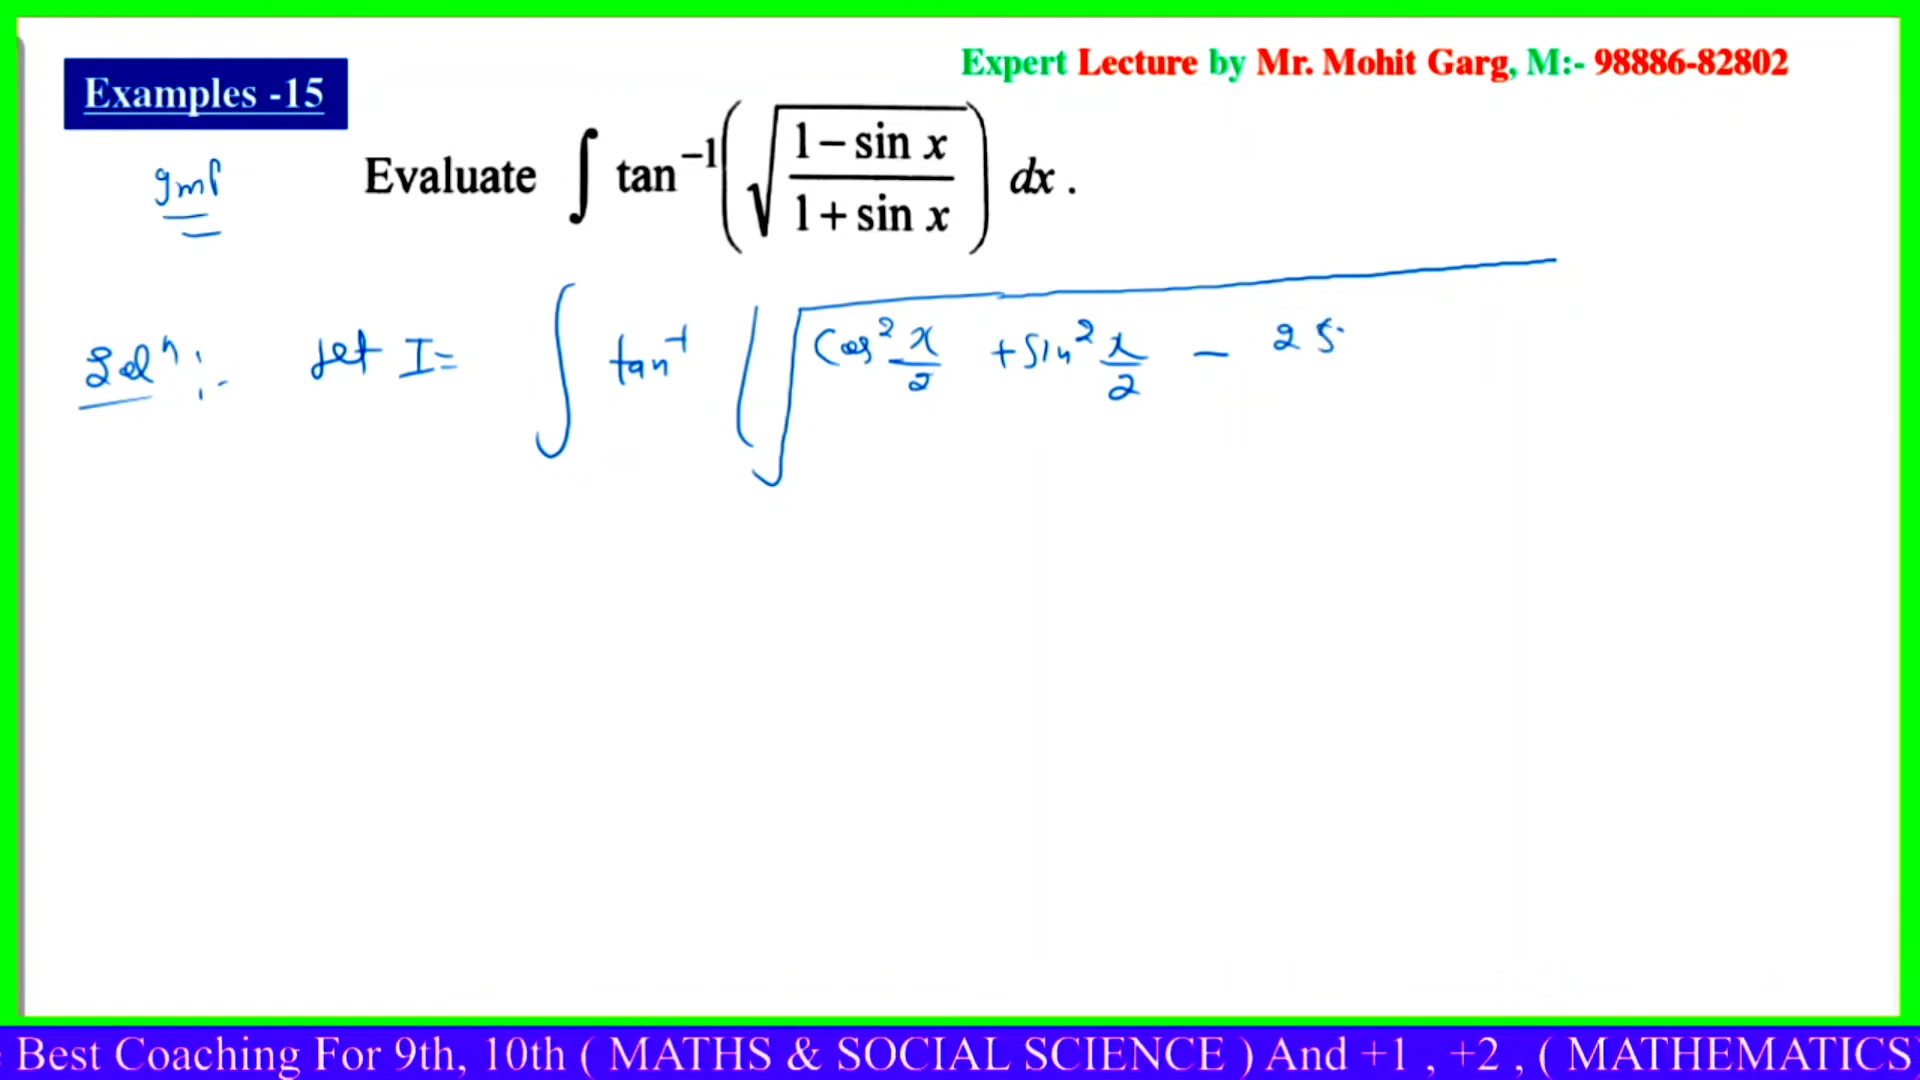 Expert Lecture by Mr. Mohit Garg, M:- 98886-82802
Examples -15
Imp
Evaluate ∫ tan⁻¹(√((1 − sin x)/(1 + sin x))) dx .
Solⁿ:- Let I = ∫ tan⁻¹ (√(cos² x/2 + sin² x/2 − 2 s
Best Coaching For 9th, 10th ( MATHS & SOCIAL SCIENCE ) And +1 , +2 , ( MATHEMATICS)